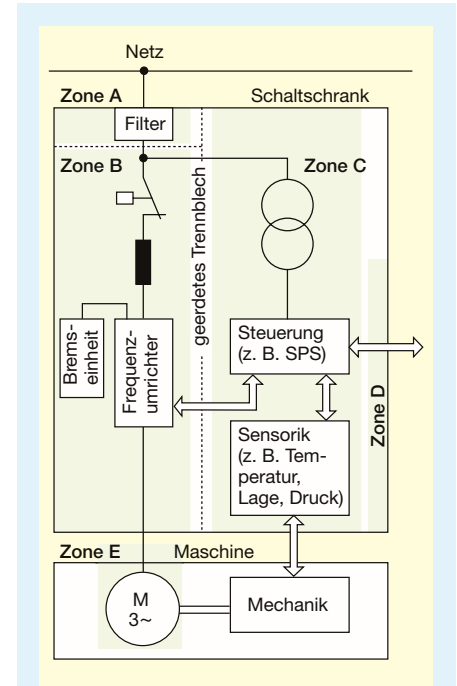 Netz
Zone A
Schaltschrank
Filter
Zone B
Zone C
geerdetes Trennblech
Brems-
einheit
Frequenz-
umrichter
Steuerung
(z. B. SPS)
Zone D
Sensorik
(z. B. Tem-
peratur,
Lage, Druck)
Zone E
Maschine
M
3~
Mechanik